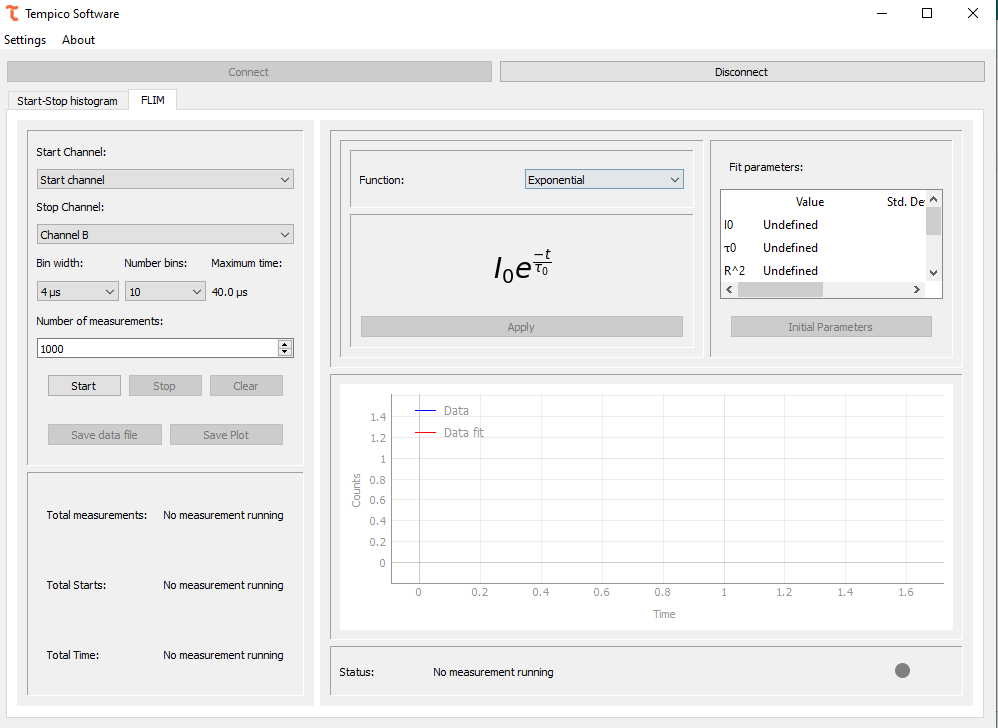 Tempico Software
Settings About
Connect
Disconnect
Start-Stop histogram
FLIM
Start Channel:
Start channel
Stop Channel:
Channel B
Bin width: Number bins: Maximum time:
4 µs 10 40.0 µs
Number of measurements:
1000
Start Stop Clear
Save data file Save Plot
Total measurements: No measurement running
Total Starts: No measurement running
Total Time: No measurement running
Function: Exponential
I₀e^(-t/τ₀)
Apply
Fit parameters:
Value Std. De
I0 Undefined
τ0 Undefined
R^2 Undefined
Initial Parameters
Data
Data fit
Counts
1.4
1.2
1
0.8
0.6
0.4
0.2
0
0 0.2 0.4 0.6 0.8 1 1.2 1.4 1.6
Time
Status: No measurement running